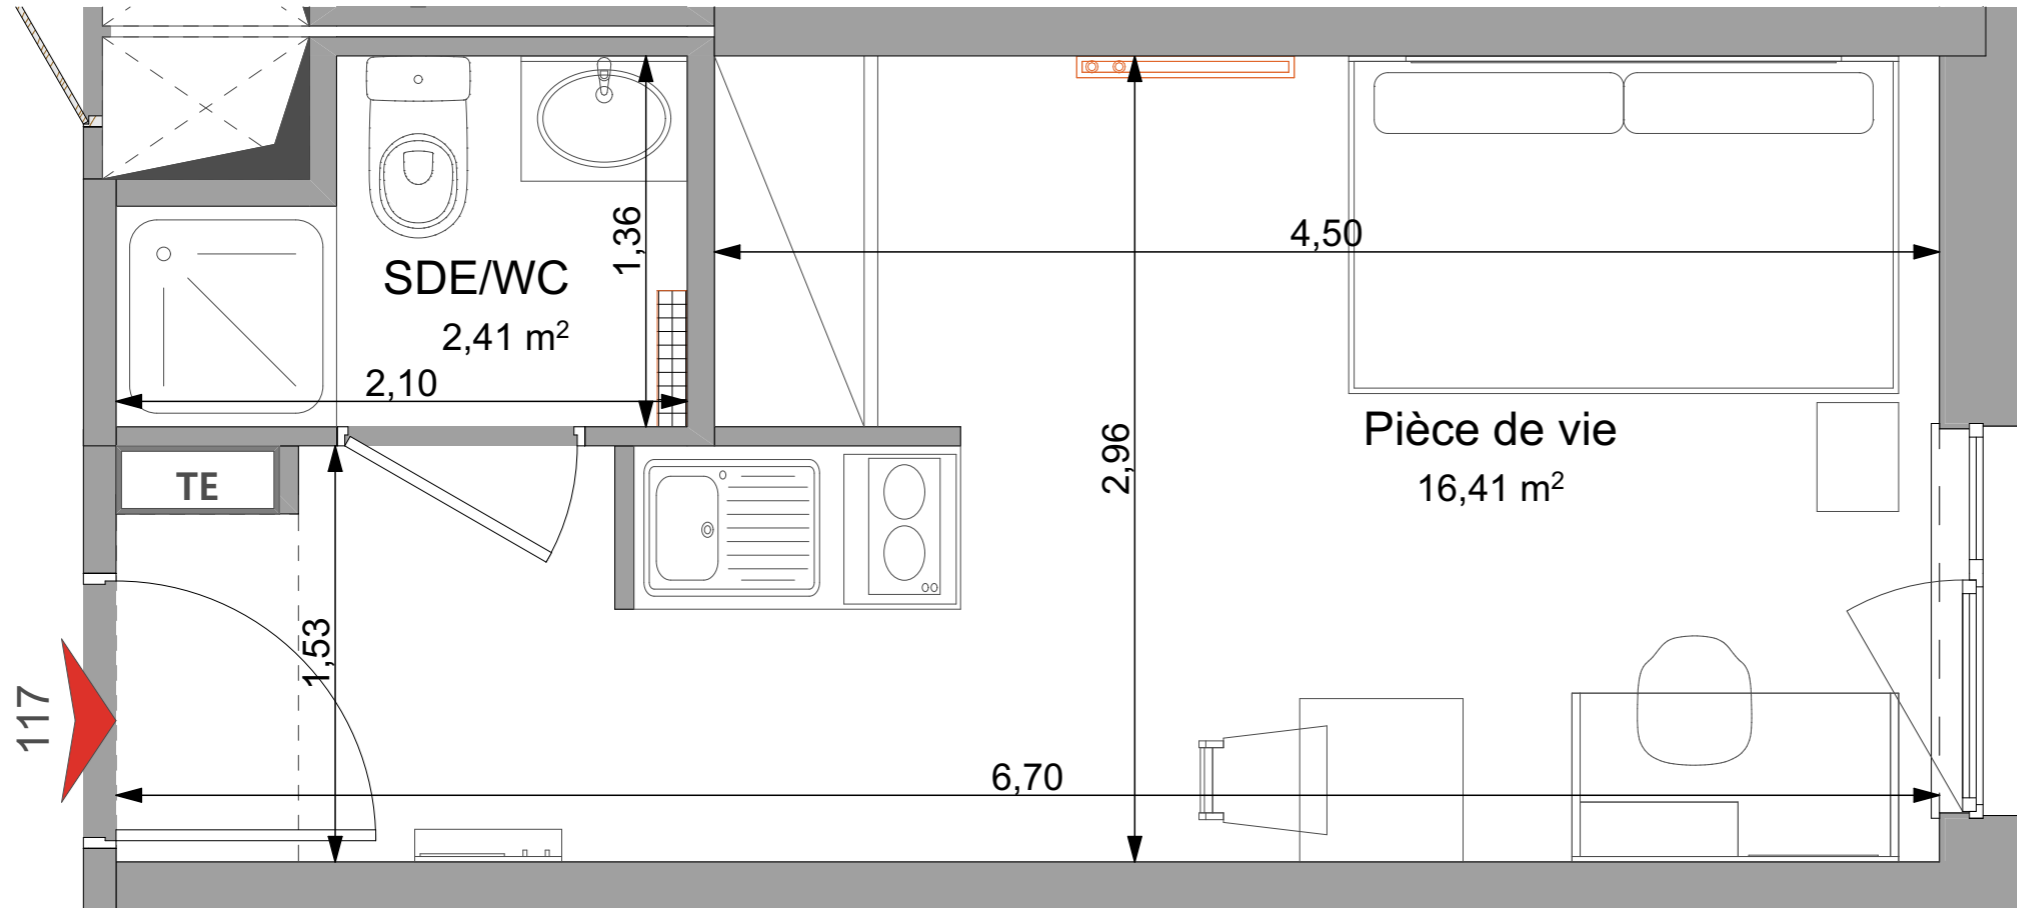 1,36
4,50
SDE/WC
2,41 m²
2,10
Pièce de vie
16,41 m²
2,96
TE
1,53
117
6,70